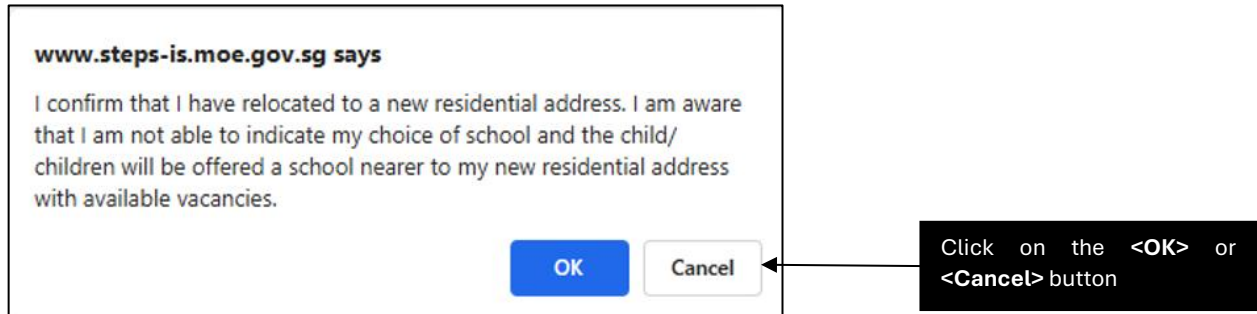 www.steps-is.moe.gov.sg says
I confirm that I have relocated to a new residential address. I am aware
that I am not able to indicate my choice of school and the child/
children will be offered a school nearer to my new residential address
with available vacancies.
OK
Cancel
Click on the <OK> or
<Cancel> button